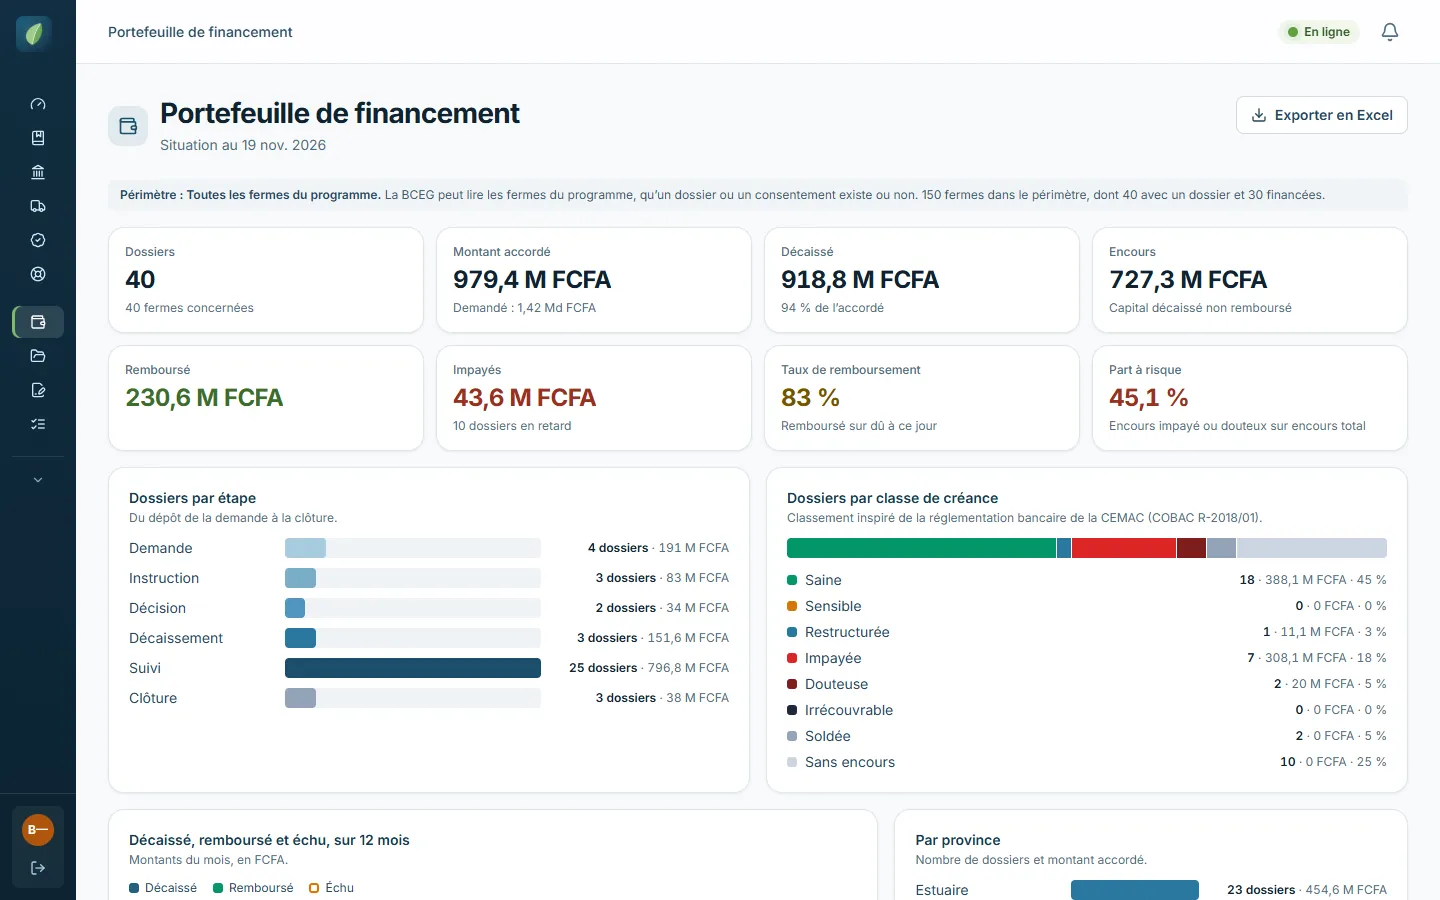 Portefeuille de financement
En ligne
Portefeuille de financement
Situation au 19 nov. 2026
Exporter en Excel
Périmètre : Toutes les fermes du programme. La BCEG peut lire les fermes du programme, qu’un dossier ou un consentement existe ou non. 150 fermes dans le périmètre, dont 40 avec un dossier et 30 financées.
Dossiers
40
40 fermes concernées
Montant accordé
979,4 M FCFA
Demandé : 1,42 Md FCFA
Décaissé
918,8 M FCFA
94 % de l’accordé
Encours
727,3 M FCFA
Capital décaissé non remboursé
Remboursé
230,6 M FCFA
Impayés
43,6 M FCFA
10 dossiers en retard
Taux de remboursement
83 %
Remboursé sur dû à ce jour
Part à risque
45,1 %
Encours impayé ou douteux sur encours total
Dossiers par étape
Du dépôt de la demande à la clôture.
Demande 4 dossiers · 191 M FCFA
Instruction 3 dossiers · 83 M FCFA
Décision 2 dossiers · 34 M FCFA
Décaissement 3 dossiers · 151,6 M FCFA
Suivi 25 dossiers · 796,8 M FCFA
Clôture 3 dossiers · 38 M FCFA
Dossiers par classe de créance
Classement inspiré de la réglementation bancaire de la CEMAC (COBAC R-2018/01).
Saine 18 · 388,1 M FCFA · 45 %
Sensible 0 · 0 FCFA · 0 %
Restructurée 1 · 11,1 M FCFA · 3 %
Impayée 7 · 308,1 M FCFA · 18 %
Douteuse 2 · 20 M FCFA · 5 %
Irrécouvrable 0 · 0 FCFA · 0 %
Soldée 2 · 0 FCFA · 5 %
Sans encours 10 · 0 FCFA · 25 %
Décaissé, remboursé et échu, sur 12 mois
Montants du mois, en FCFA.
Décaissé Remboursé Échu
Par province
Nombre de dossiers et montant accordé.
Estuaire 23 dossiers · 454,6 M FCFA
B—